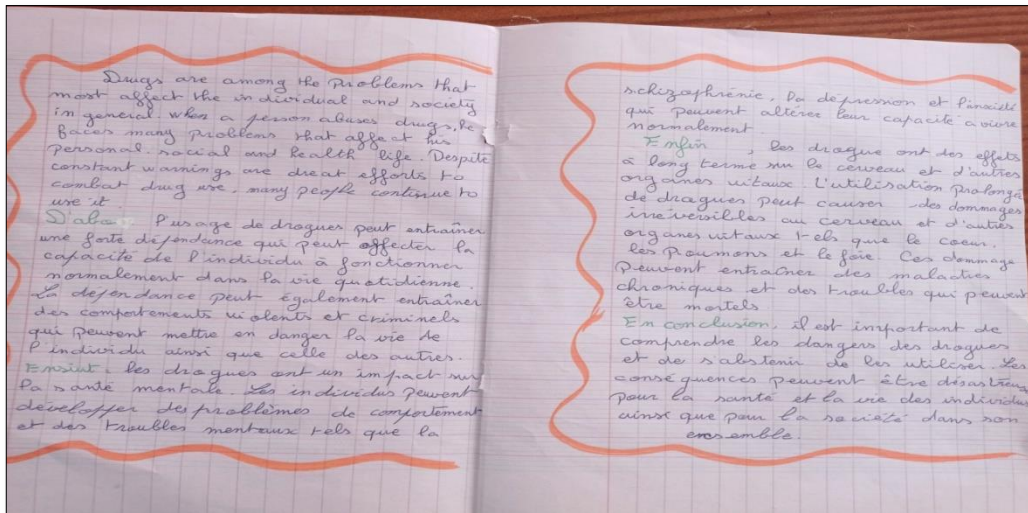 Drugs are among the problems that
most affect the individual and society
in general. when a person abuses drugs, he
faces many problems that affect his
personal. social and health life. Despite
constant warnings are dreat efforts to
combat drug use, many people continue to
use it
D'abo l'usage de drogues peut entraîner
une forte dépendance qui peut affecter la
capacité de l'individu à fonctionner
normalement dans la vie quotidienne.
La dépendance peut également entraîner
des comportements violents et criminels
qui peuvent mettre en danger la vie de
l'individu ainsi que celle des autres.
Ensiut, les drogues ont un impact sur
la santé mentale. Les individus peuvent
développer des problèmes de comportement
et des troubles mentaux tels que la
schizophrénie, la dépression et l'anxiété
qui peuvent altérer leur capacité a vivre
normalement.
Enfin, les drogue ont des effets
à long terme sur le cerveau et d'autres
organes vitaux L'utilisation prolongé
de drogues peut causer des dommages
irréversibles au cerveau et d'autres
organes vitaux tels que le coeur.
les Poumons et le foie. Ces dommage
peuvent entraîner des maladies
chroniques et des troubles qui peuvent
être mortels
En conclusion, il est important de
comprendre les dangers des drogues
et de s'abstenir de les utiliser. Les
conséquences peuvent être désastreux
pour la santé et la vie des individus
ainsi que pour la société dans son
ensemble.